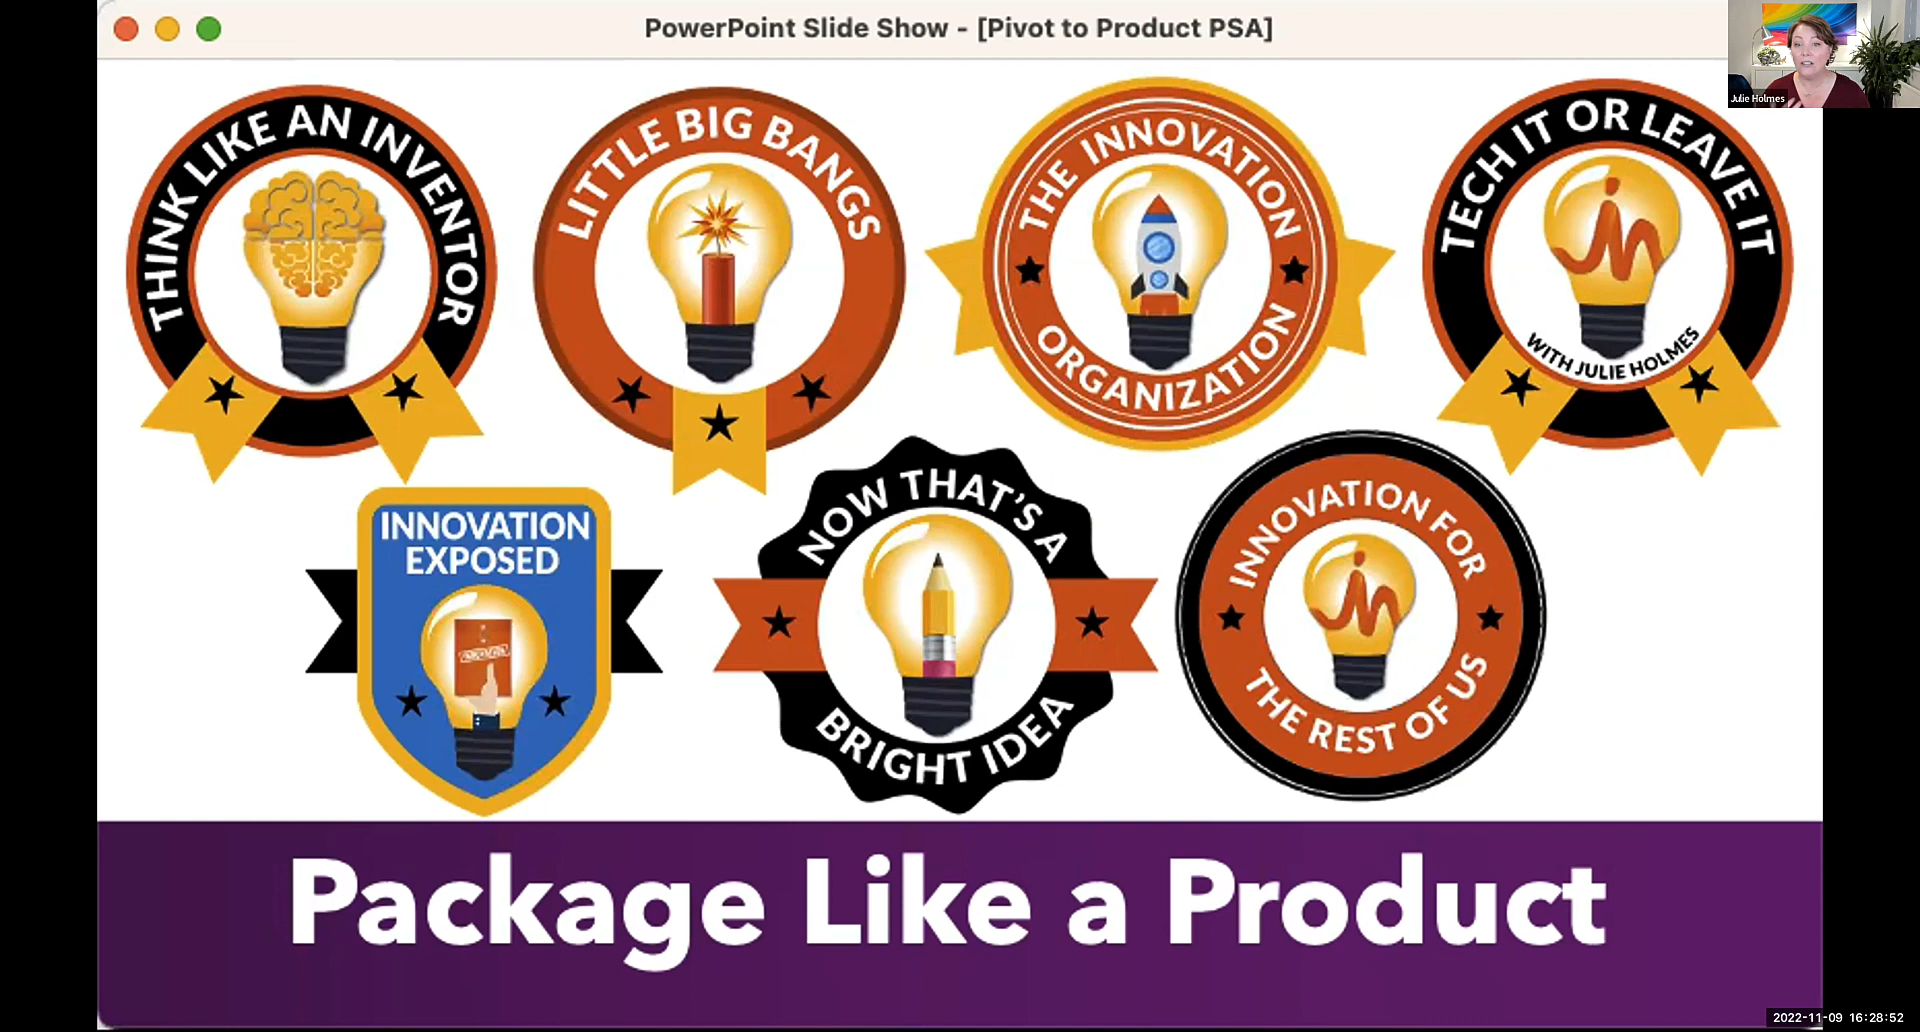 PowerPoint Slide Show - [Pivot to Product PSA]
Julie Holmes
THINK LIKE AN INVENTOR
LITTLE BIG BANGS
THE INNOVATION
ORGANIZATION
TECH IT OR LEAVE IT
WITH JULIE HOLMES
INNOVATION
EXPOSED
NOW THAT'S A
BRIGHT IDEA
INNOVATION FOR
THE REST OF US
Package Like a Product
2022-11-09 16:28:52